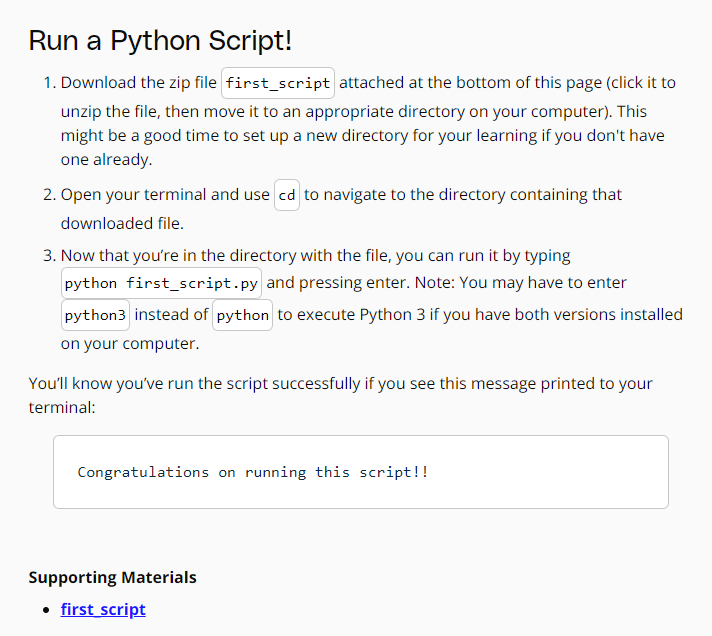 Run a Python Script!
1. Download the zip file first_script attached at the bottom of this page (click it to
unzip the file, then move it to an appropriate directory on your computer). This
might be a good time to set up a new directory for your learning if you don't have
one already.
2. Open your terminal and use cd to navigate to the directory containing that
downloaded file.
3. Now that you’re in the directory with the file, you can run it by typing
python first_script.py and pressing enter. Note: You may have to enter
python3 instead of python to execute Python 3 if you have both versions installed
on your computer.
You’ll know you’ve run the script successfully if you see this message printed to your
terminal:
Congratulations on running this script!!
Supporting Materials
• first_script